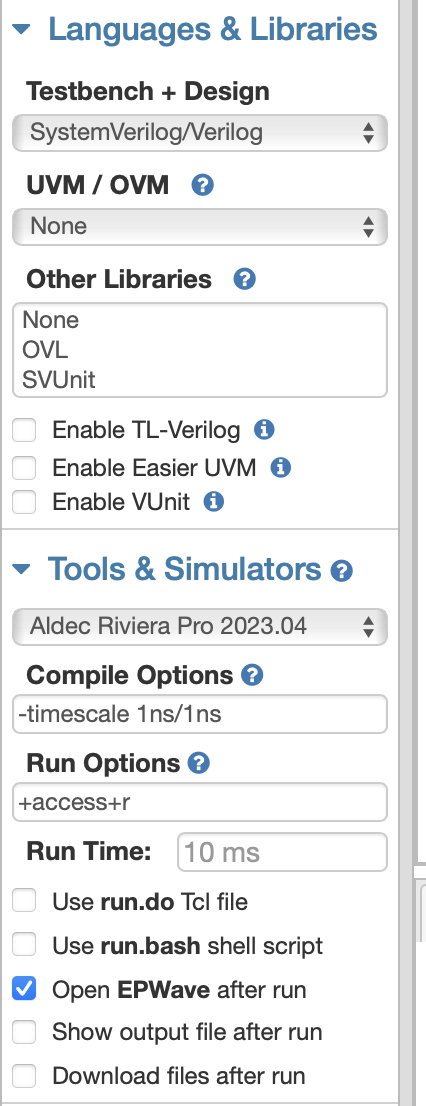 Languages & Libraries
Testbench + Design
SystemVerilog/Verilog
UVM / OVM ?
None
Other Libraries ?
None
OVL
SVUnit
Enable TL-Verilog i
Enable Easier UVM i
Enable VUnit i
Tools & Simulators ?
Aldec Riviera Pro 2023.04
Compile Options ?
-timescale 1ns/1ns
Run Options ?
+access+r
Run Time: 10 ms
Use run.do Tcl file
Use run.bash shell script
Open EPWave after run
Show output file after run
Download files after run